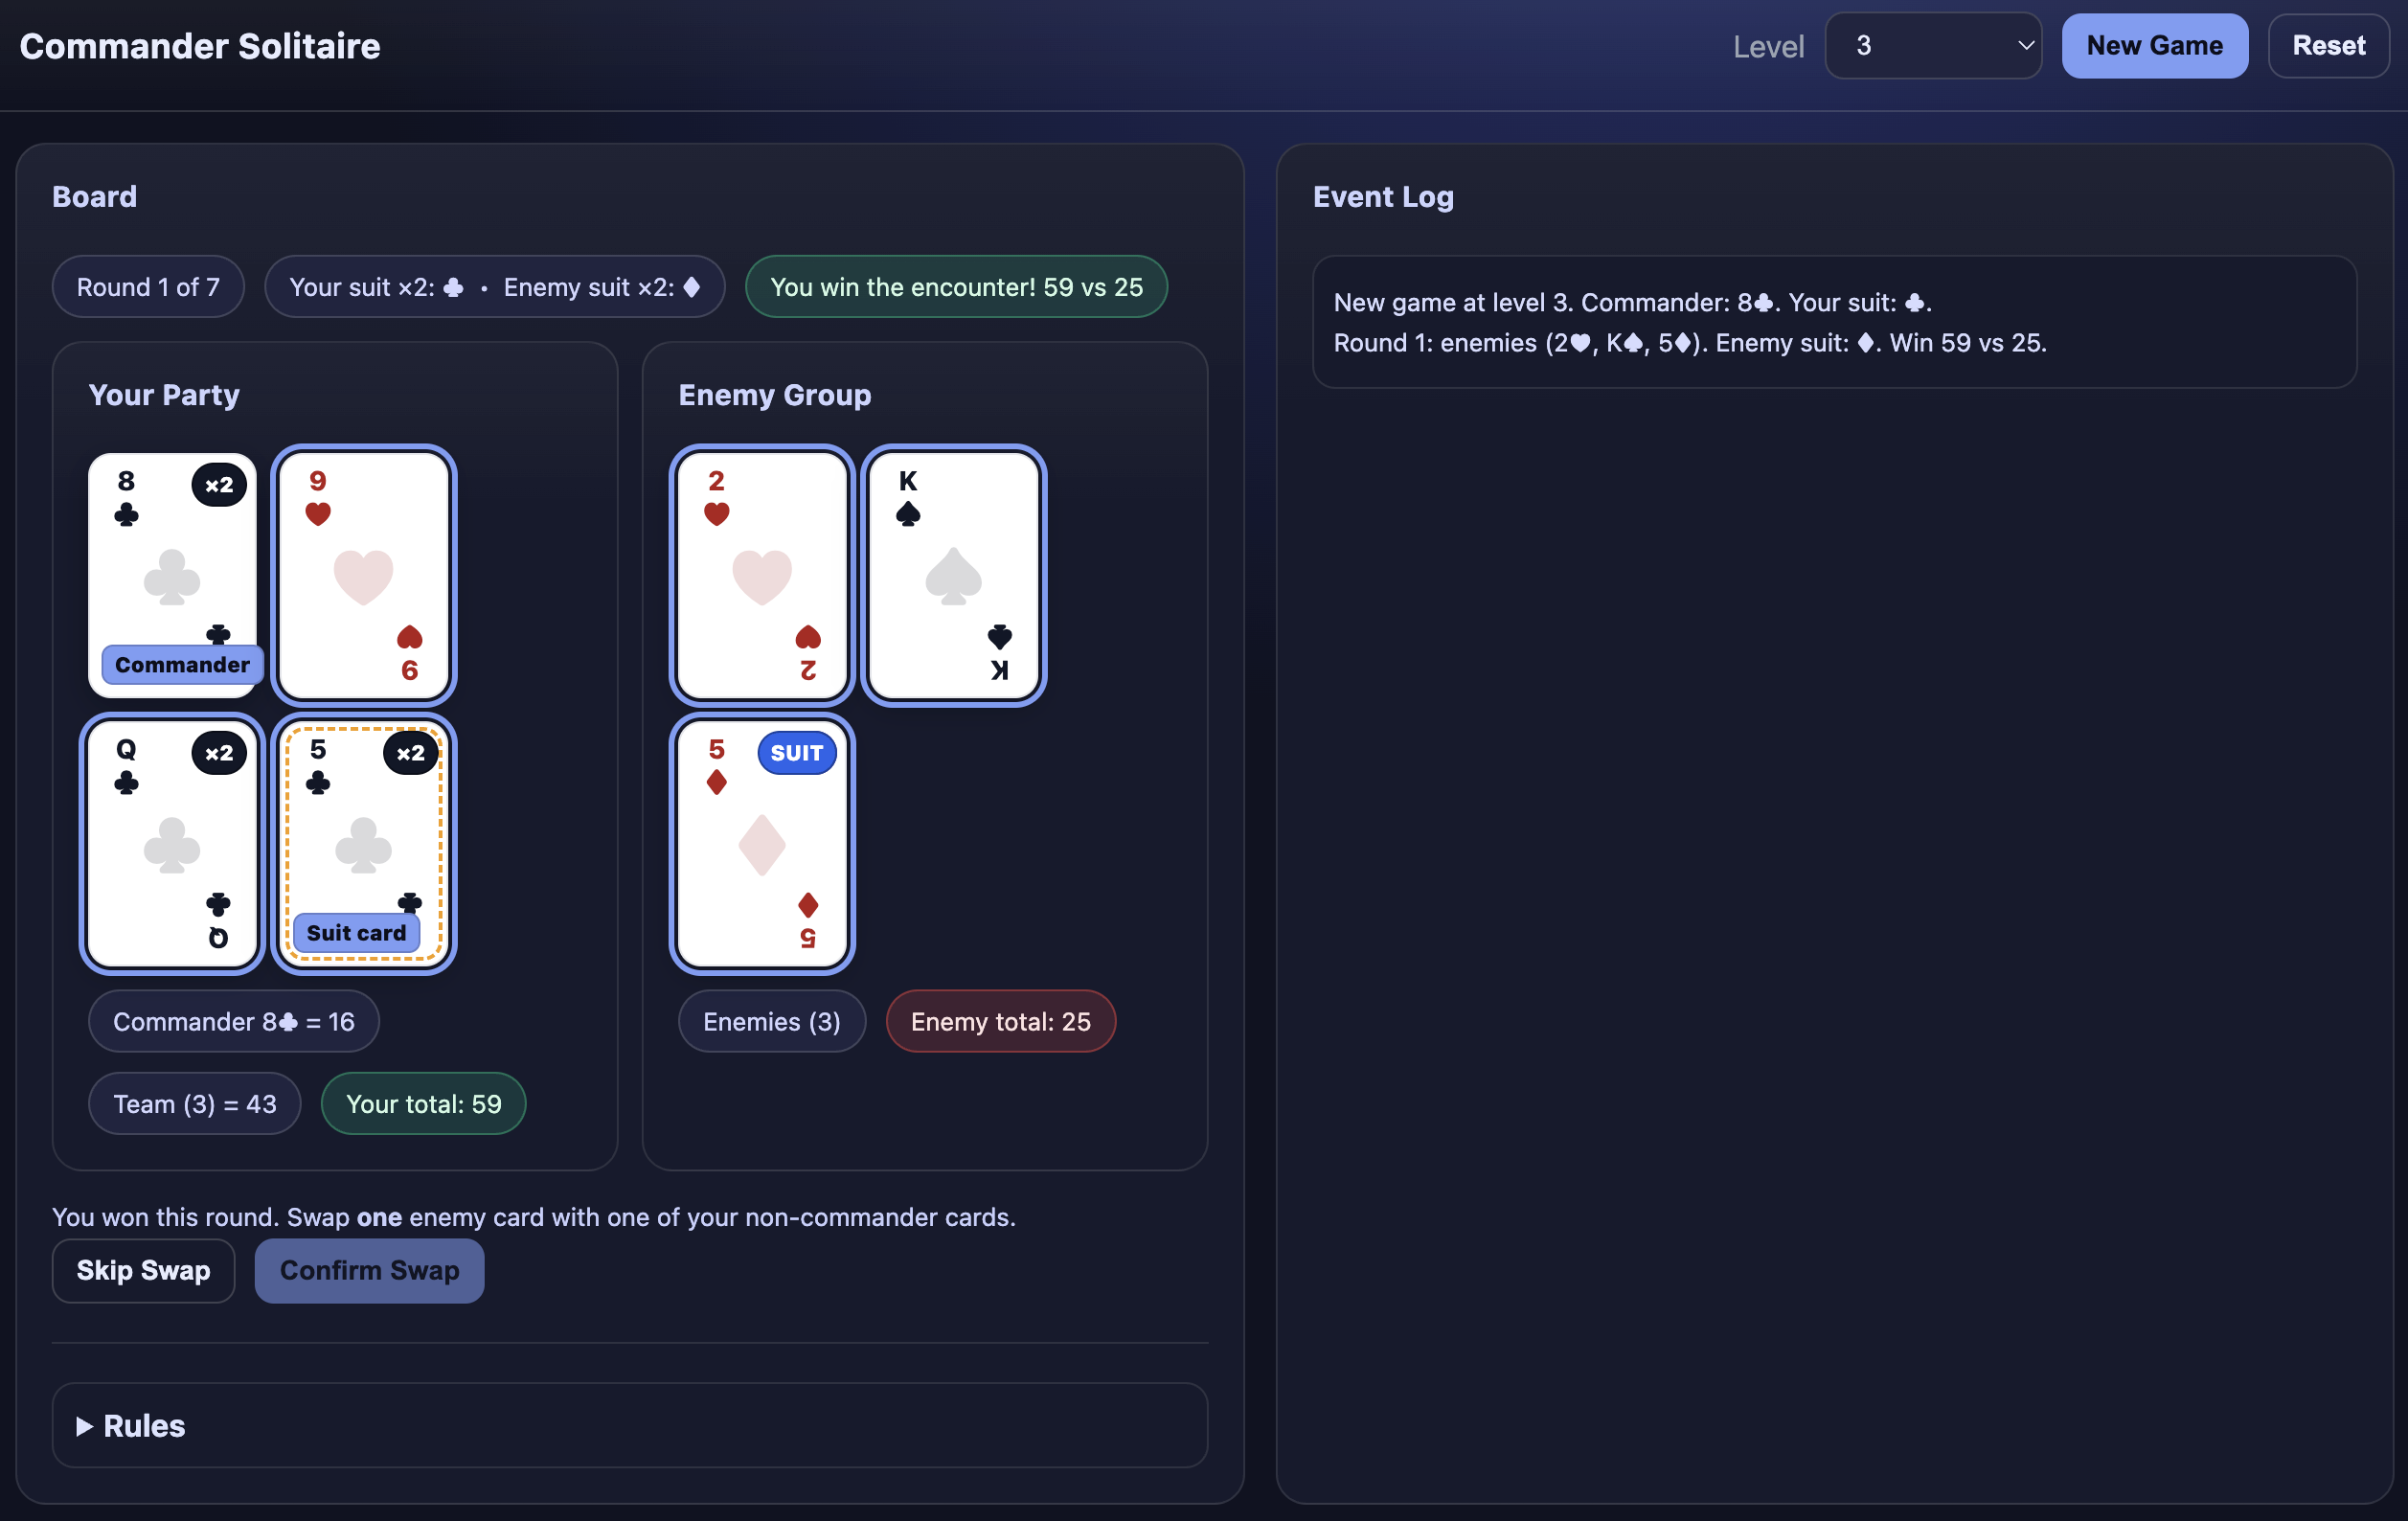 Commander Solitaire
Level 3 New Game Reset
Board
Round 1 of 7
Your suit ×2: ♣ • Enemy suit ×2: ♦
You win the encounter! 59 vs 25
Your Party
8 ♣ ×2
♣
Commander
9 ♥
♥ 9
Q ♣ ×2
♣ Q
5 ♣ ×2
♣
Suit card
Commander 8♣ = 16
Team (3) = 43
Your total: 59
Enemy Group
2 ♥
♥ 2
K ♠
♠ K
5 ♦ SUIT
♦ 5
Enemies (3)
Enemy total: 25
You won this round. Swap one enemy card with one of your non-commander cards.
Skip Swap Confirm Swap
▶ Rules
Event Log
New game at level 3. Commander: 8♣. Your suit: ♣.
Round 1: enemies (2♥, K♠, 5♦). Enemy suit: ♦. Win 59 vs 25.